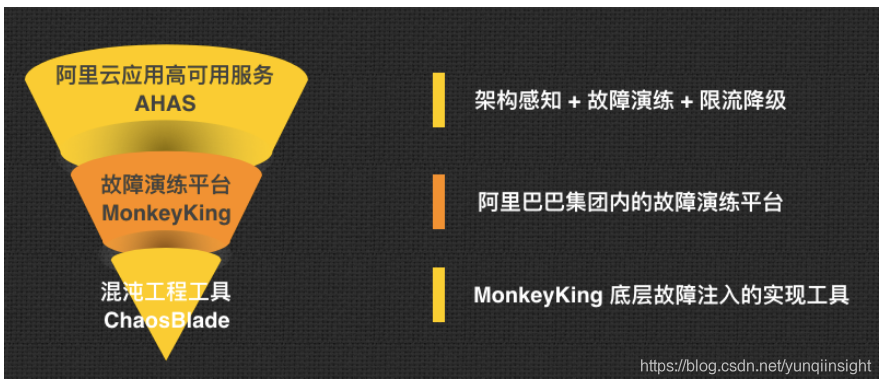 阿里云应用高可用服务
AHAS
架构感知 + 故障演练 + 限流降级
故障演练平台
MonkeyKing
阿里巴巴集团内的故障演练平台
混沌工程工具
ChaosBlade
MonkeyKing 底层故障注入的实现工具
https://blog.csdn.net/yunqiinsight